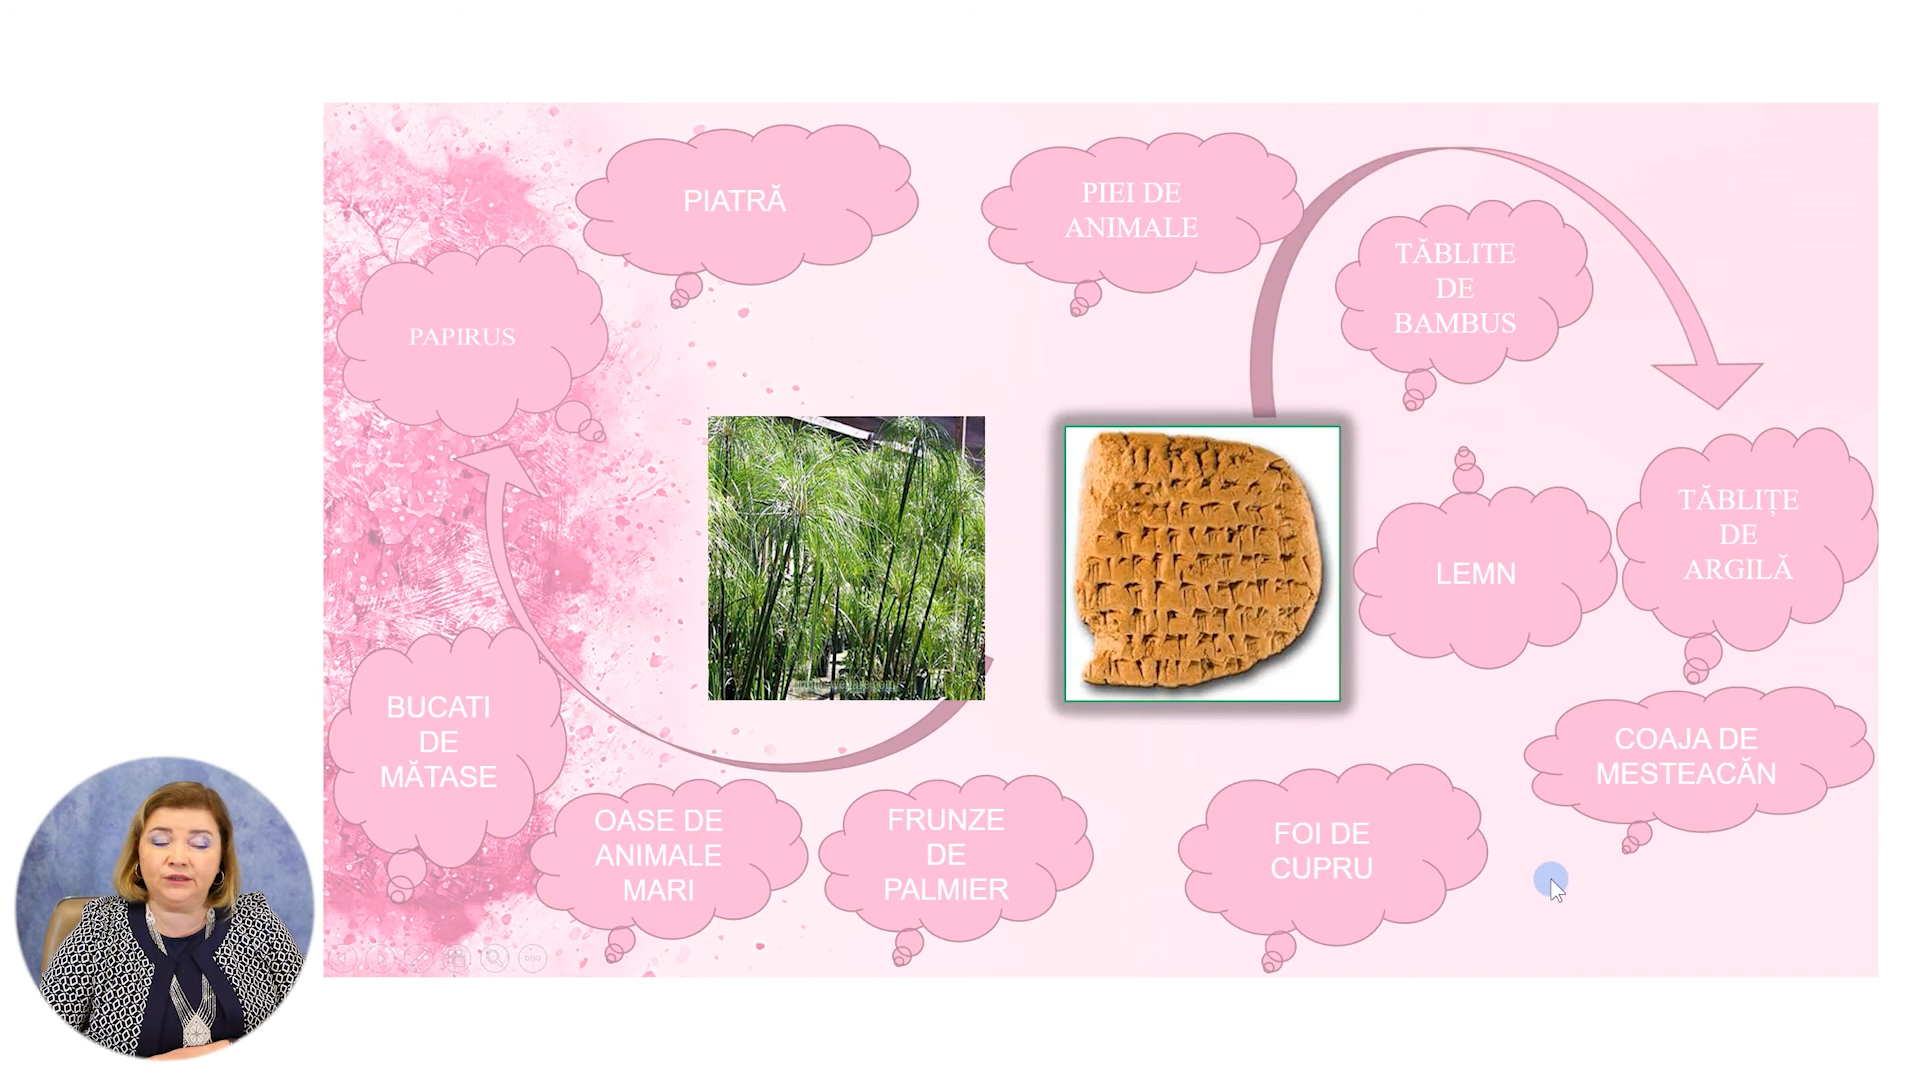 PIATRĂ
PIEI DE
ANIMALE
TĂBLITE
DE
BAMBUS
PAPIRUS
TĂBLIȚE
DE
ARGILĂ
LEMN
BUCATI
DE
MĂTASE
COAJA DE
MESTEACĂN
OASE DE
ANIMALE
MARI
FRUNZE
DE
PALMIER
FOI DE
CUPRU